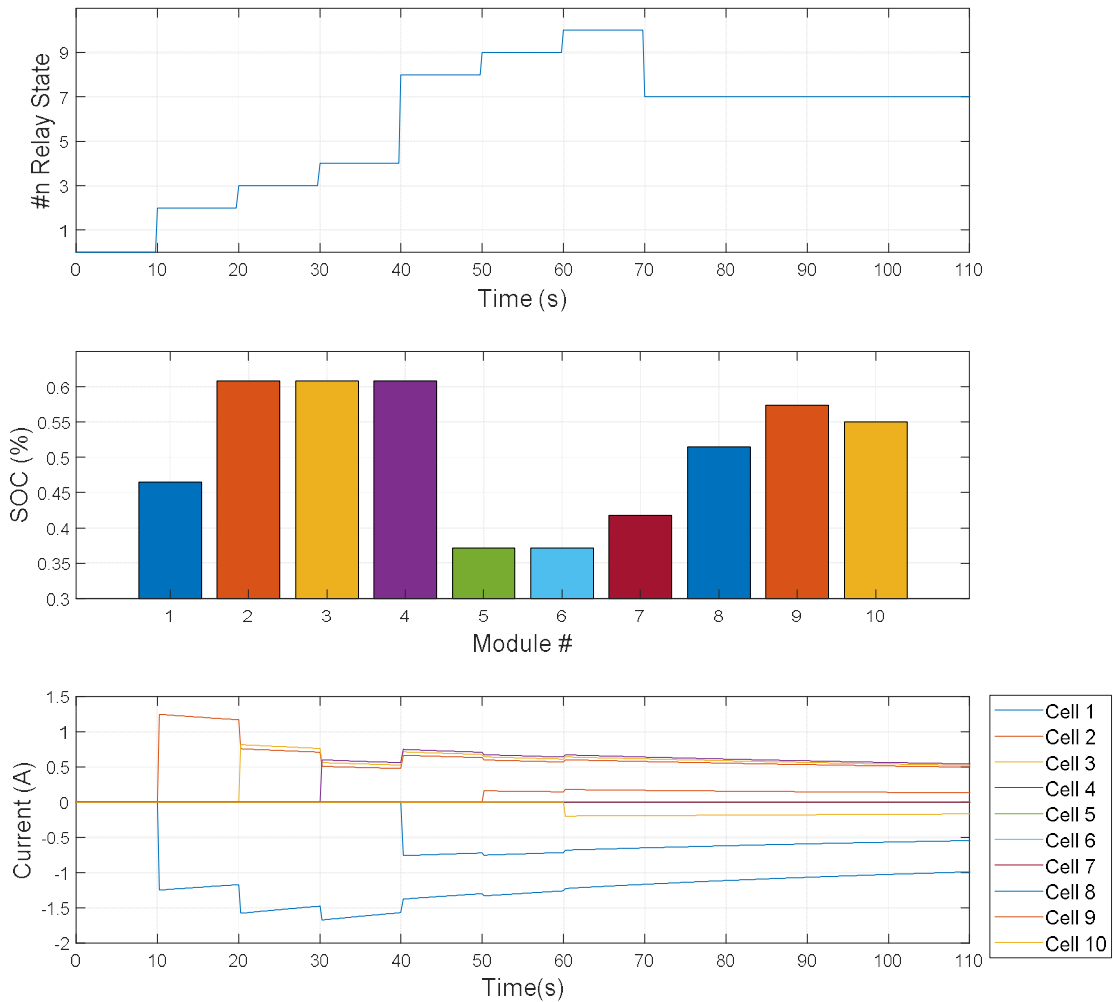 #n Relay State
9
7
5
3
1
0 10 20 30 40 50 60 70 80 90 100 110
Time (s)
SOC (%)
0.6
0.55
0.5
0.45
0.4
0.35
0.3
1 2 3 4 5 6 7 8 9 10
Module #
Current (A)
1.5
1
0.5
0
-0.5
-1
-1.5
-2
0 10 20 30 40 50 60 70 80 90 100 110
Time(s)
Cell 1
Cell 2
Cell 3
Cell 4
Cell 5
Cell 6
Cell 7
Cell 8
Cell 9
Cell 10